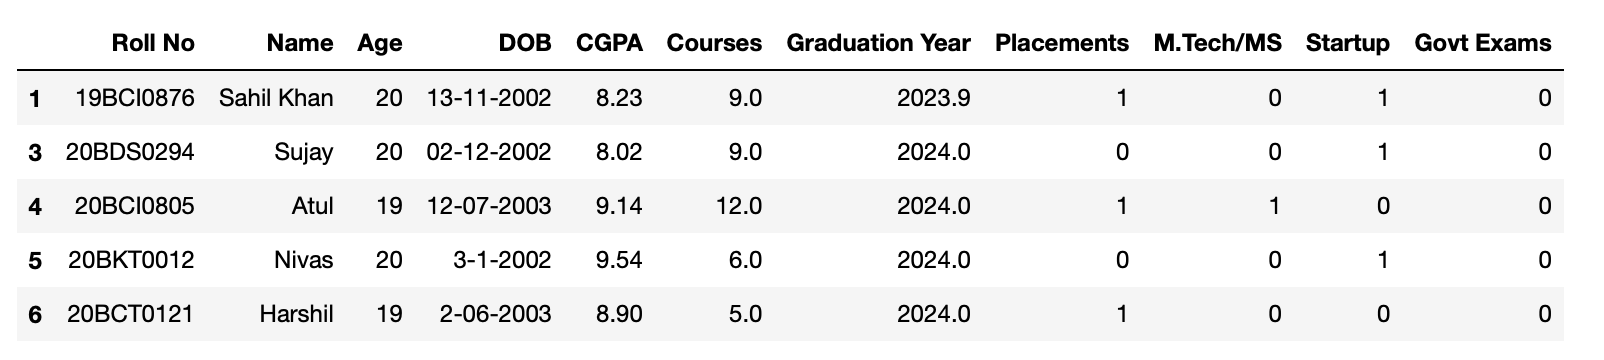 Roll No Name Age DOB CGPA Courses Graduation Year Placements M.Tech/MS Startup Govt Exams
1 19BCI0876 Sahil Khan 20 13-11-2002 8.23 9.0 2023.9 1 0 1 0
3 20BDS0294 Sujay 20 02-12-2002 8.02 9.0 2024.0 0 0 1 0
4 20BCI0805 Atul 19 12-07-2003 9.14 12.0 2024.0 1 1 0 0
5 20BKT0012 Nivas 20 3-1-2002 9.54 6.0 2024.0 0 0 1 0
6 20BCT0121 Harshil 19 2-06-2003 8.90 5.0 2024.0 1 0 0 0